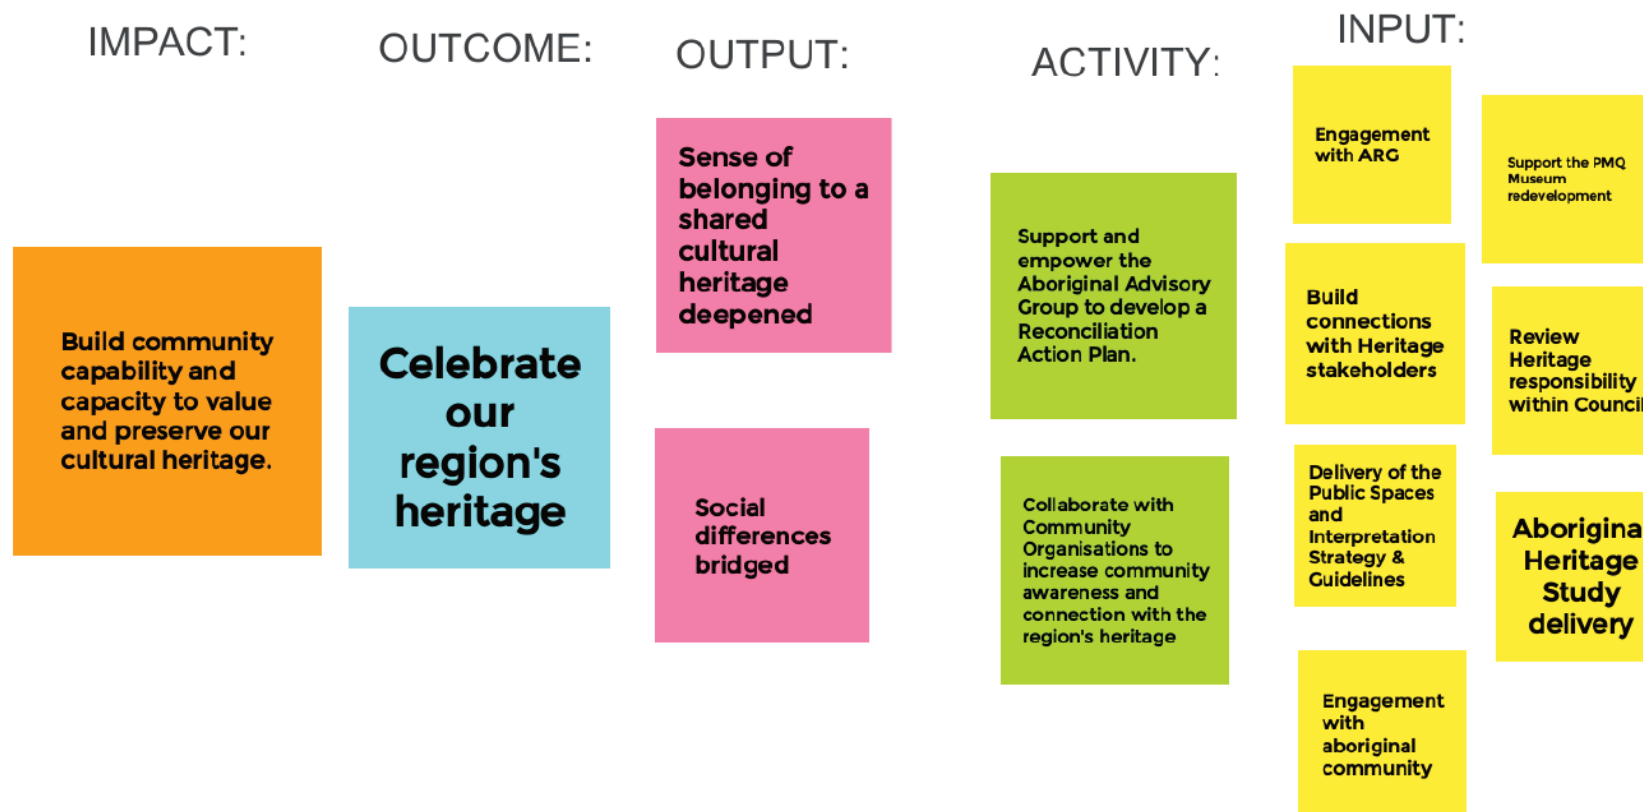 IMPACT:
OUTCOME:
OUTPUT:
ACTIVITY:
INPUT:
Build community
capability and
capacity to value
and preserve our
cultural heritage.
Celebrate
our
region's
heritage
Sense of
belonging to a
shared
cultural
heritage
deepened
Social
differences
bridged
Support and
empower the
Aboriginal Advisory
Group to develop a
Reconciliation
Action Plan.
Collaborate with
Community
Organisations to
increase community
awareness and
connection with the
region's heritage
Engagement
with ARG
Support the PMQ
Museum
redevelopment
Build
connections
with Heritage
stakeholders
Review
Heritage
responsibility
within Council
Delivery of the
Public Spaces
and
Interpretation
Strategy &
Guidelines
Aborigina
Heritage
Study
delivery
Engagement
with
aboriginal
community